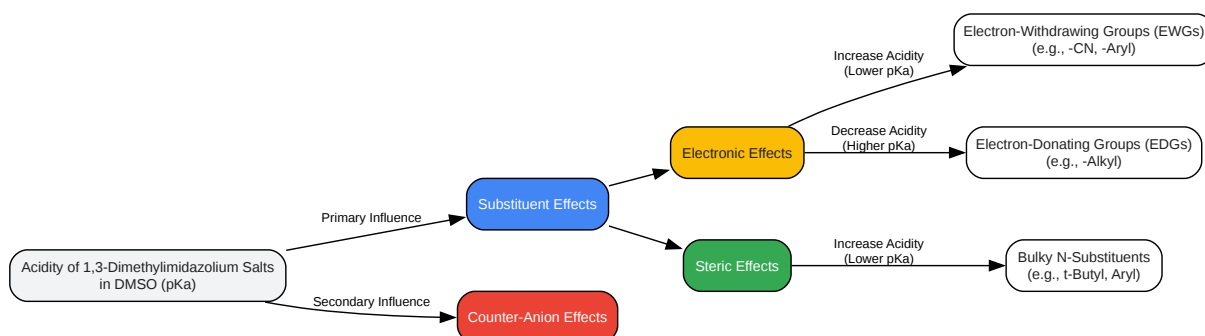 Acidity of 1,3-Dimethylimidazolium Salts
in DMSO (pKa)
Primary Influence
Secondary Influence
Substituent Effects
Counter-Anion Effects
Electronic Effects
Steric Effects
Increase Acidity
(Lower pKa)
Decrease Acidity
(Higher pKa)
Increase Acidity
(Lower pKa)
Electron-Withdrawing Groups (EWGs)
(e.g., -CN, -Aryl)
Electron-Donating Groups (EDGs)
(e.g., -Alkyl)
Bulky N-Substituents
(e.g., t-Butyl, Aryl)